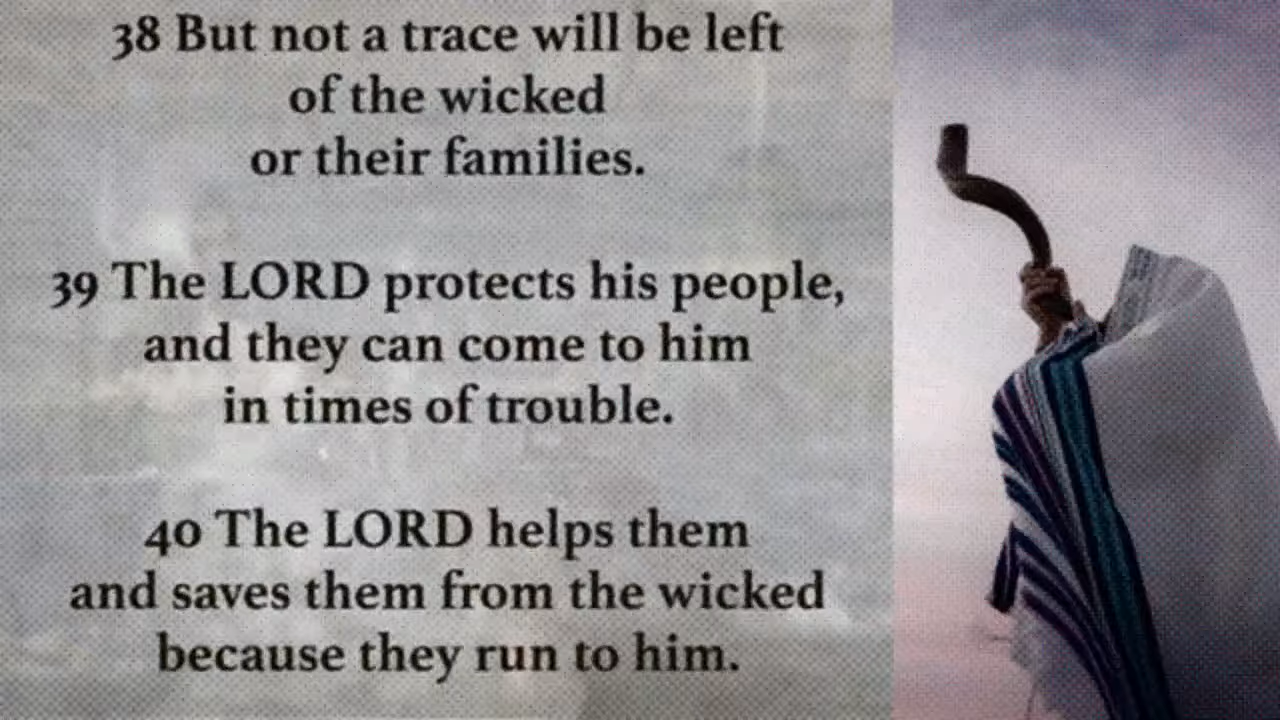 38 But not a trace will be left
of the wicked
or their families.
39 The LORD protects his people,
and they can come to him
in times of trouble.
40 The LORD helps them
and saves them from the wicked
because they run to him.